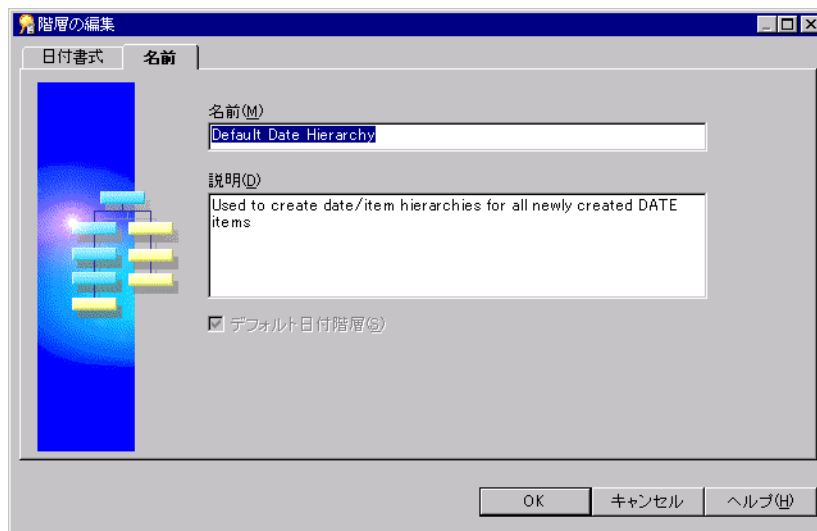 階層の編集
日付書式
名前
名前(M)
Default Date Hierarchy
説明(D)
Used to create date/item hierarchies for all newly created DATE
items
デフォルト日付階層(S)
OK
キャンセル
ヘルプ(H)